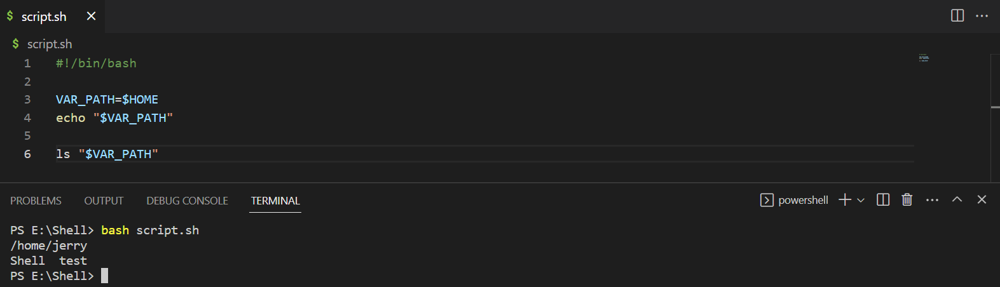 $ script.sh
$ script.sh
1 #!/bin/bash
2
3 VAR_PATH=$HOME
4 echo "$VAR_PATH"
5
6 ls "$VAR_PATH"
PROBLEMS OUTPUT DEBUG CONSOLE TERMINAL powershell
PS E:\Shell> bash script.sh
/home/jerry
Shell  test
PS E:\Shell>